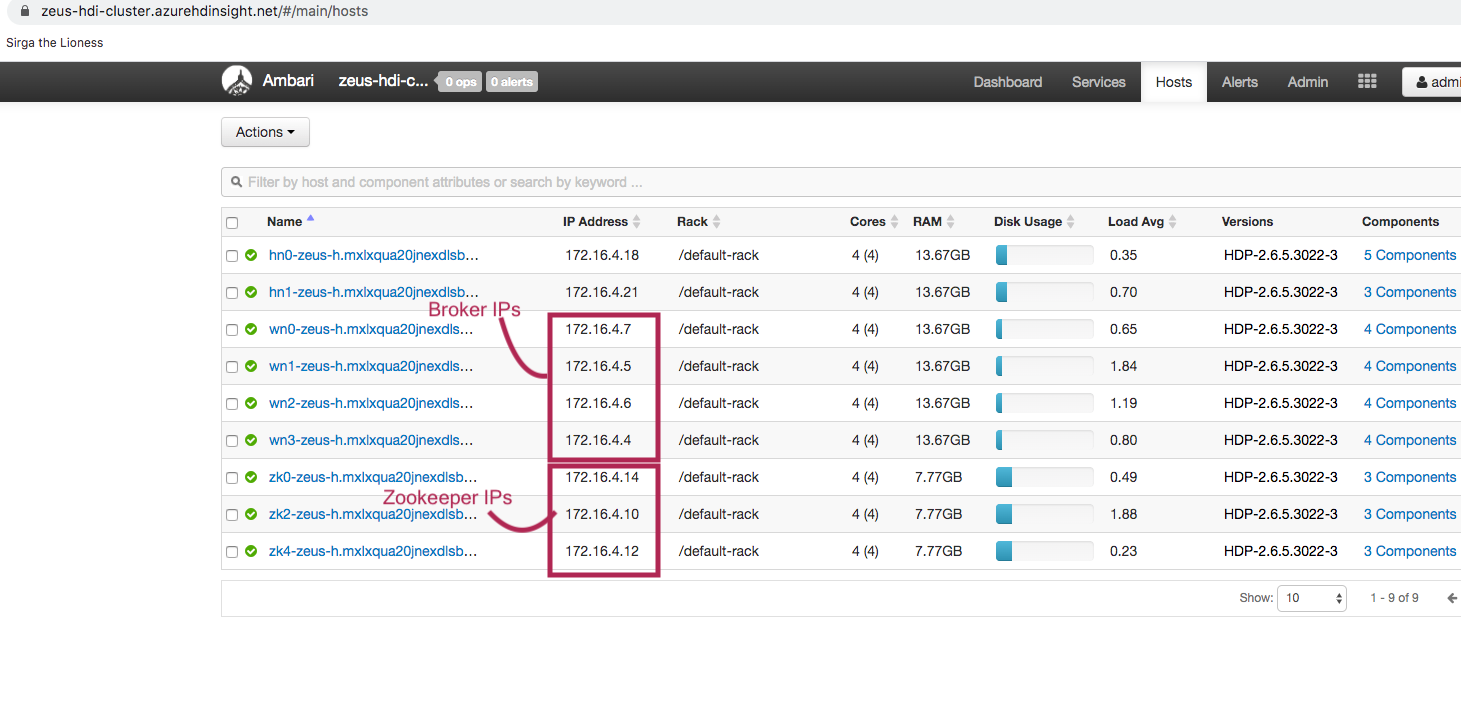 zeus-hdi-cluster.azurehdinsight.net/#/main/hosts
Sirga the Lioness
Ambari zeus-hdi-c... 0 ops 0 alerts Dashboard Services Hosts Alerts Admin admi
Actions
Filter by host and component attributes or search by keyword ...
Name IP Address Rack Cores RAM Disk Usage Load Avg Versions Components
hn0-zeus-h.mxlxqua20jnexdlsb... 172.16.4.18 /default-rack 4 (4) 13.67GB 0.35 HDP-2.6.5.3022-3 5 Components
hn1-zeus-h.mxlxqua20jnexdlsb... 172.16.4.21 /default-rack 4 (4) 13.67GB 0.70 HDP-2.6.5.3022-3 3 Components
Broker IPs
wn0-zeus-h.mxlxqua20jnexdls... 172.16.4.7 /default-rack 4 (4) 13.67GB 0.65 HDP-2.6.5.3022-3 4 Components
wn1-zeus-h.mxlxqua20jnexdls... 172.16.4.5 /default-rack 4 (4) 13.67GB 1.84 HDP-2.6.5.3022-3 4 Components
wn2-zeus-h.mxlxqua20jnexdls... 172.16.4.6 /default-rack 4 (4) 13.67GB 1.19 HDP-2.6.5.3022-3 4 Components
wn3-zeus-h.mxlxqua20jnexdls... 172.16.4.4 /default-rack 4 (4) 13.67GB 0.80 HDP-2.6.5.3022-3 4 Components
zk0-zeus-h.mxlxqua20jnexdlsb... 172.16.4.14 /default-rack 4 (4) 7.77GB 0.49 HDP-2.6.5.3022-3 3 Components
Zookeeper IPs
zk2-zeus-h.mxlxqua20jnexdlsb... 172.16.4.10 /default-rack 4 (4) 7.77GB 1.88 HDP-2.6.5.3022-3 3 Components
zk4-zeus-h.mxlxqua20jnexdlsb... 172.16.4.12 /default-rack 4 (4) 7.77GB 0.23 HDP-2.6.5.3022-3 3 Components
Show: 10 1 - 9 of 9